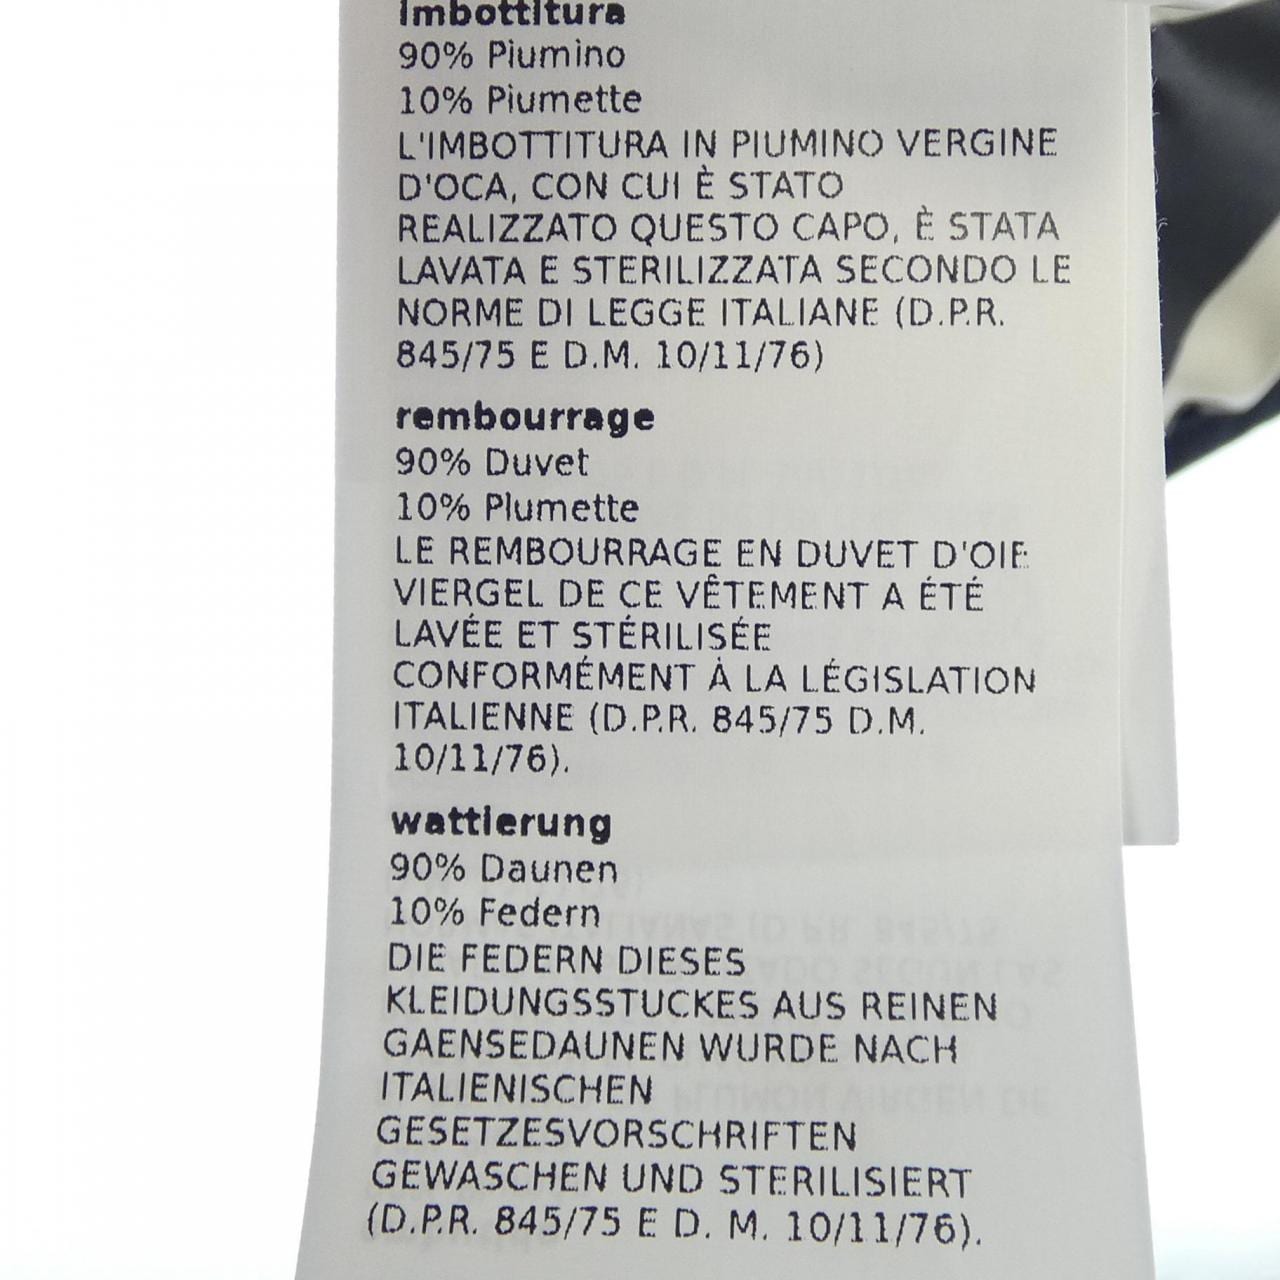 imbottitura
90% Piumino
10% Piumette
L'IMBOTTITURA IN PIUMINO VERGINE
D'OCA, CON CUI È STATO
REALIZZATO QUESTO CAPO, È STATA
LAVATA E STERILIZZATA SECONDO LE
NORME DI LEGGE ITALIANE (D.P.R.
845/75 E D.M. 10/11/76)
rembourrage
90% Duvet
10% Plumette
LE REMBOURRAGE EN DUVET D'OIE
VIERGEL DE CE VÊTEMENT A ÉTÉ
LAVÉE ET STÉRILISÉE
CONFORMÉMENT À LA LÉGISLATION
ITALIENNE (D.P.R. 845/75 D.M.
10/11/76).
wattierung
90% Daunen
10% Federn
DIE FEDERN DIESES
KLEIDUNGSSTUCKES AUS REINEN
GAENSEDAUNEN WURDE NACH
ITALIENISCHEN
GESETZESVORSCHRIFTEN
GEWASCHEN UND STERILISIERT
(D.P.R. 845/75 E D. M. 10/11/76).